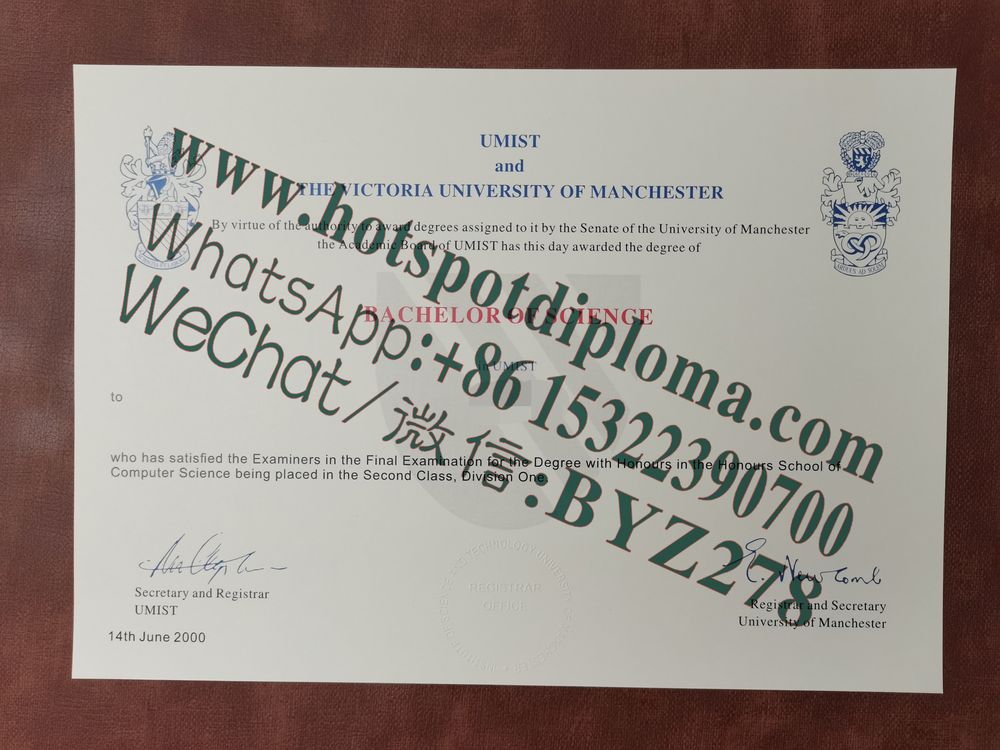 UMIST
and
THE VICTORIA UNIVERSITY OF MANCHESTER
By virtue of the authority to award degrees assigned to it by the Senate of the University of Manchester
the Academic Board of UMIST has this day awarded the degree of
BACHELOR OF SCIENCE
in UMIST
to
who has satisfied the Examiners in the Final Examination for the Degree with Honours in the Honours School of
Computer Science being placed in the Second Class, Division One.
www.hotspotdiploma.com
WhatsApp:+86 15322390700
WeChat/微信:BYZ278
Secretary and Registrar
UMIST
14th June 2000
REGISTRAR
OFFICE
Registrar and Secretary
University of Manchester